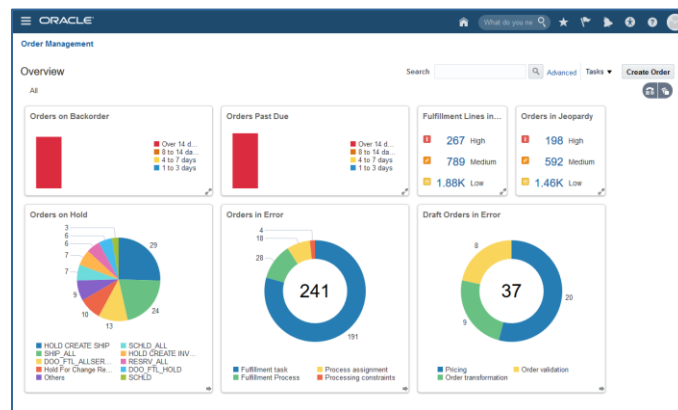 ORACLE
What do you ne
Order Management
Overview
Search
Advanced
Tasks
Create Order
All
Orders on Backorder
Over 14 d...
8 to 14 da...
4 to 7 days
1 to 3 days
Orders Past Due
Over 14 d...
8 to 14 da...
4 to 7 days
1 to 3 days
Fulfillment Lines in...
267 High
789 Medium
1.88K Low
Orders in Jeopardy
198 High
592 Medium
1.46K Low
Orders on Hold
3
6
6
7
7
9
10
13
24
29
HOLD CREATE SHIP
SCHLD_ALL
SHIP_ALL
HOLD CREATE INV...
DOO_FTL_ALLSER...
RESRV_ALL
Hold For Change Re...
DOO_FTL_HOLD
Others
SCHLD
Orders in Error
4
18
28
241
191
Fulfillment task
Process assignment
Fulfillment Process
Processing constraints
Draft Orders in Error
8
37
20
9
Pricing
Order validation
Order transformation